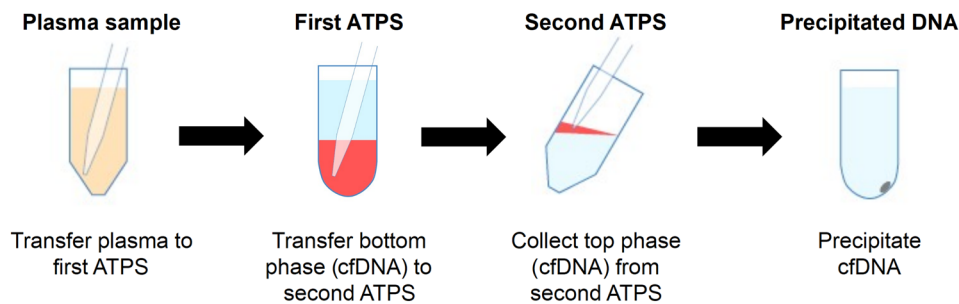 Plasma sample
First ATPS
Second ATPS
Precipitated DNA
Transfer plasma to
first ATPS
Transfer bottom
phase (cfDNA) to
second ATPS
Collect top phase
(cfDNA) from
second ATPS
Precipitate
cfDNA